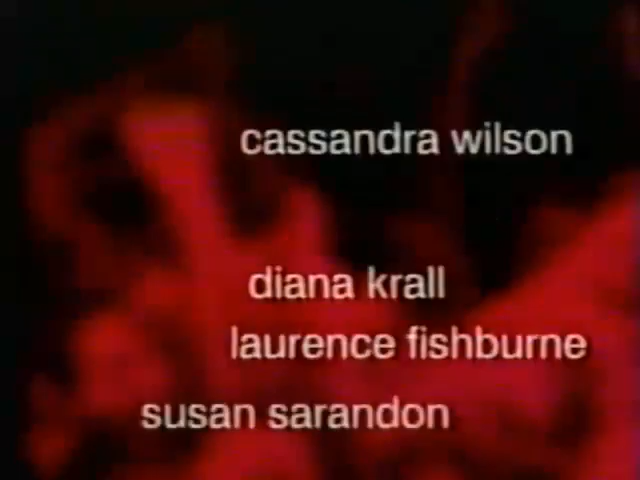 cassandra wilson
diana krall
laurence fishburne
susan sarandon